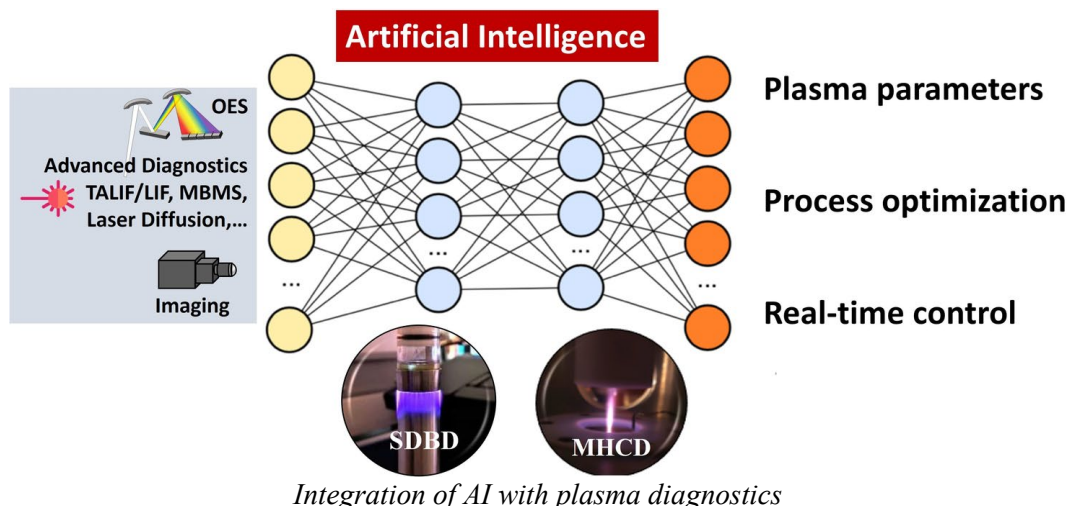 Artificial Intelligence
OES
Advanced Diagnostics
TALIF/LIF, MBMS,
Laser Diffusion,...
Imaging
...
...
...
...
Plasma parameters
Process optimization
Real-time control
SDBD
MHCD
Integration of AI with plasma diagnostics